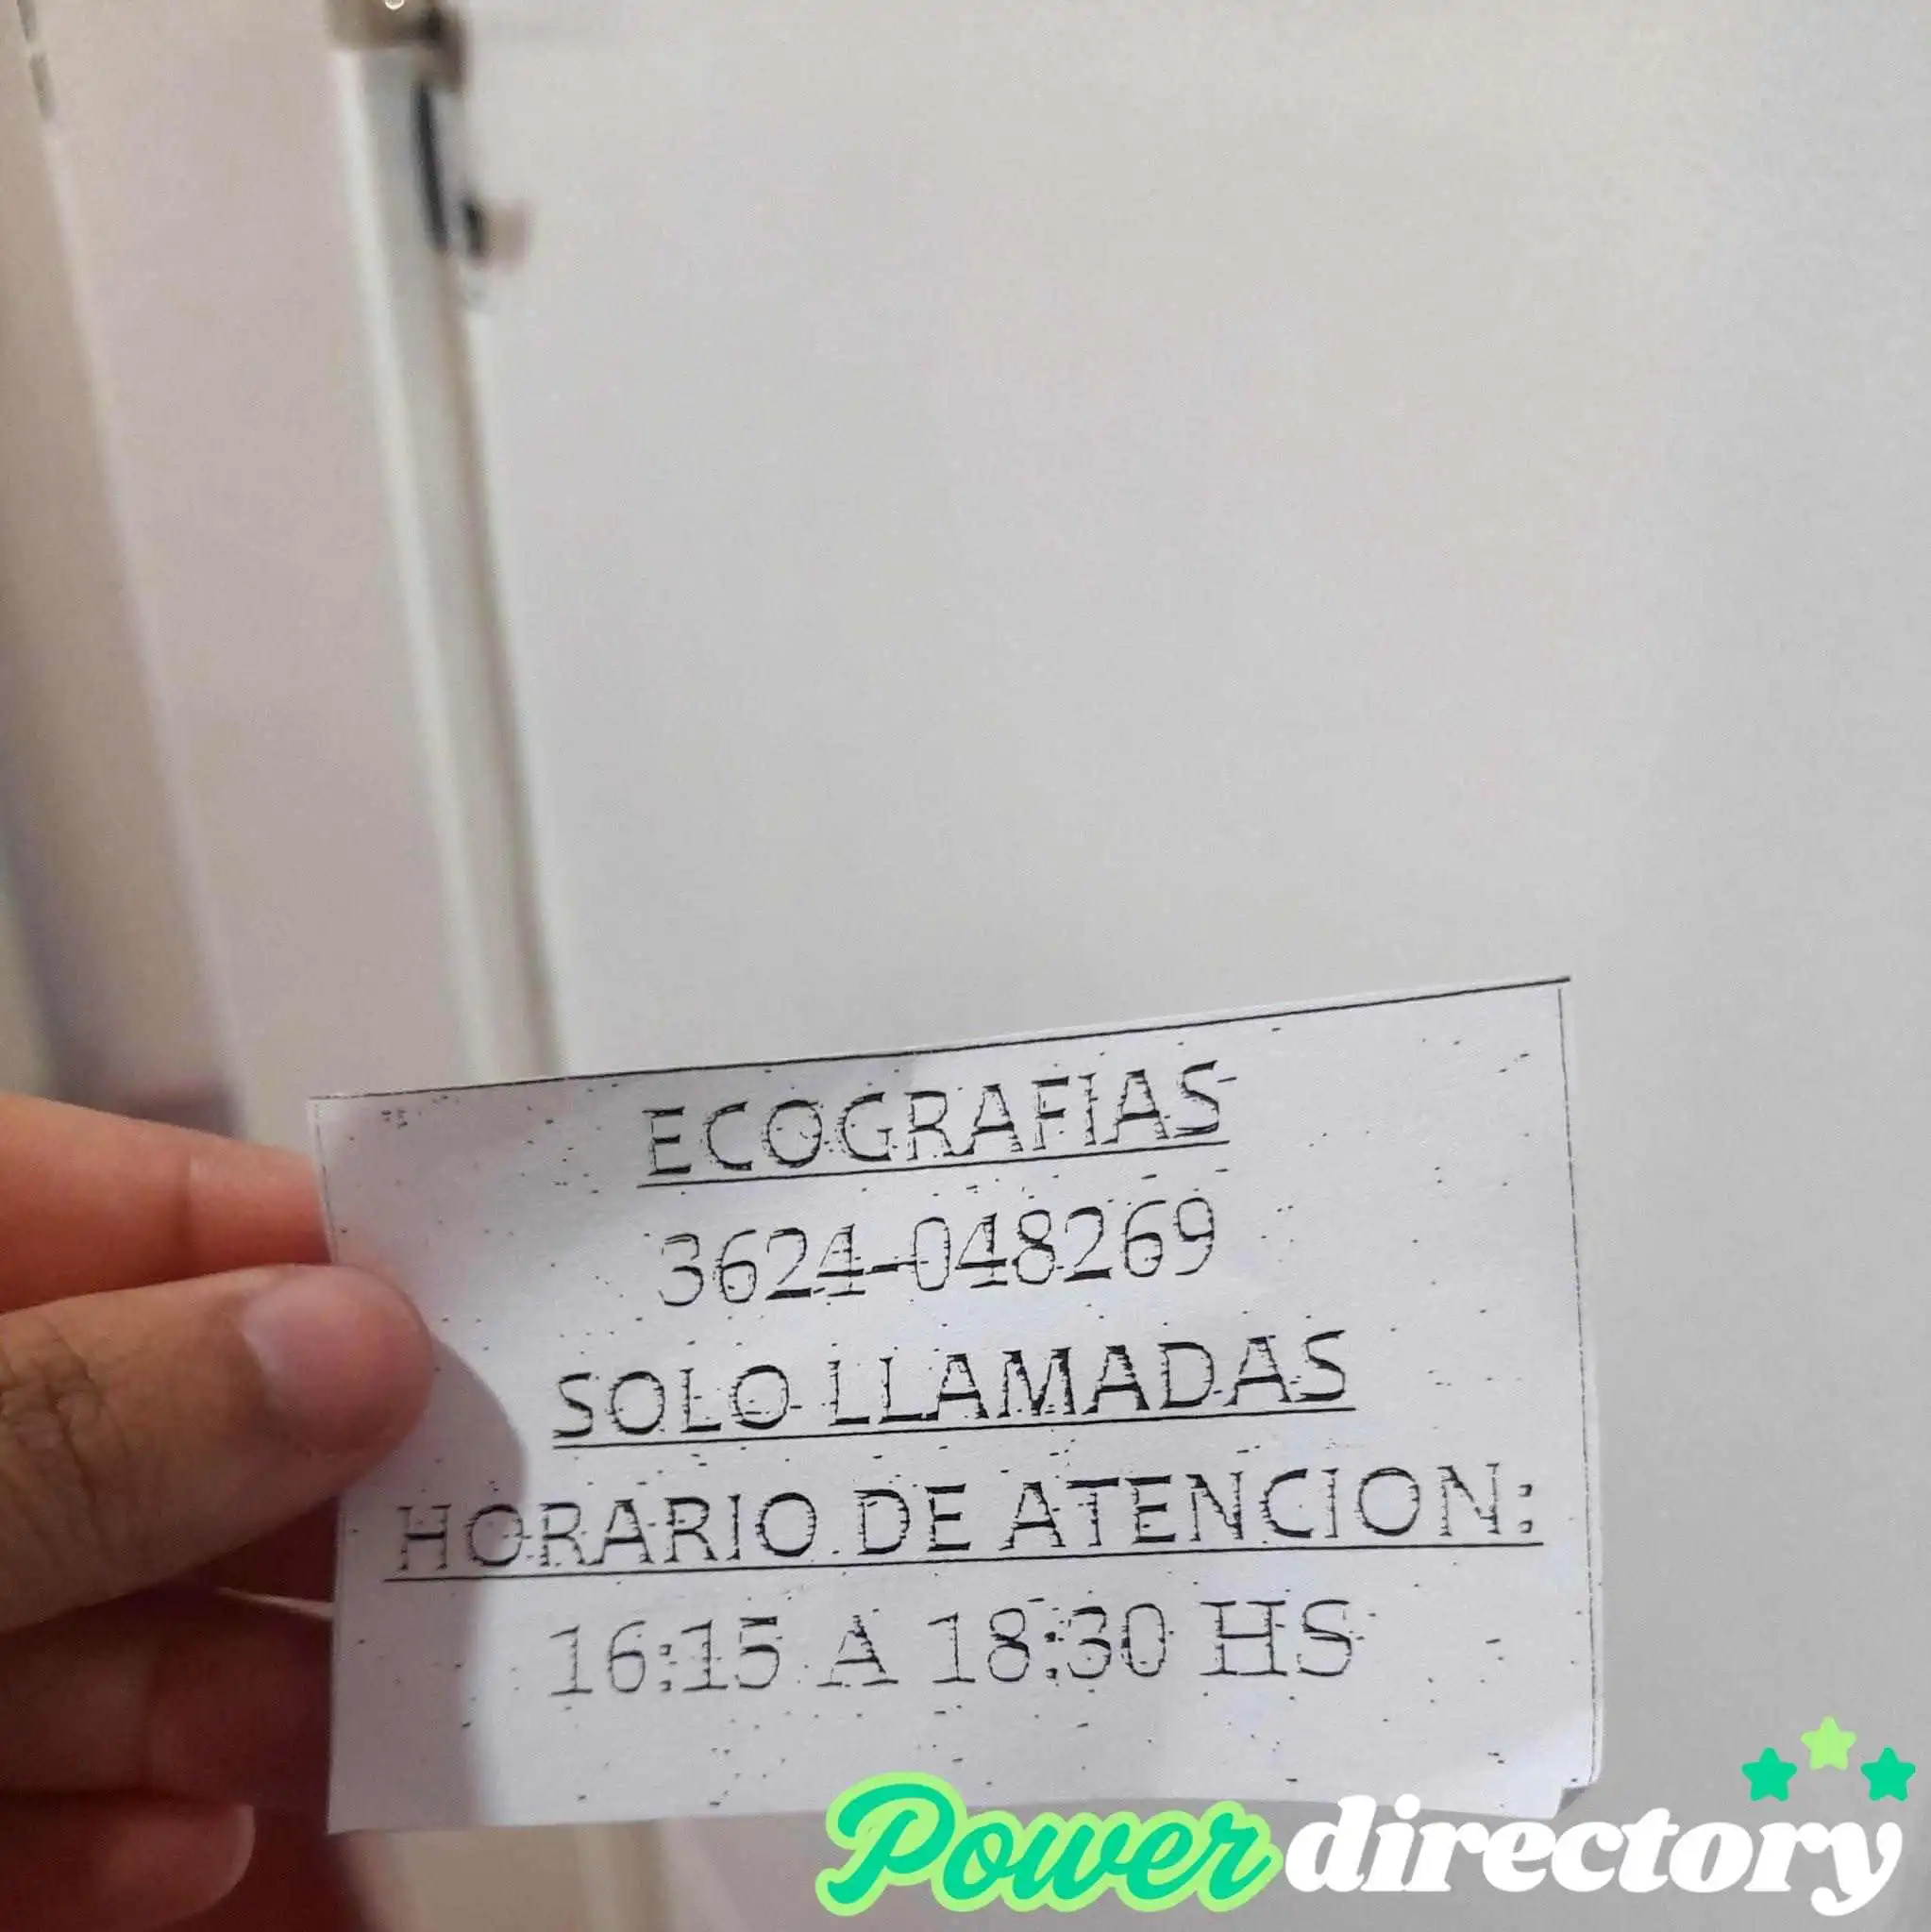 ECOGRAFIAS
3624-048269
SOLO LLAMADAS
HORARIO DE ATENCION:
16:15 A 18:30 HS
Power directory